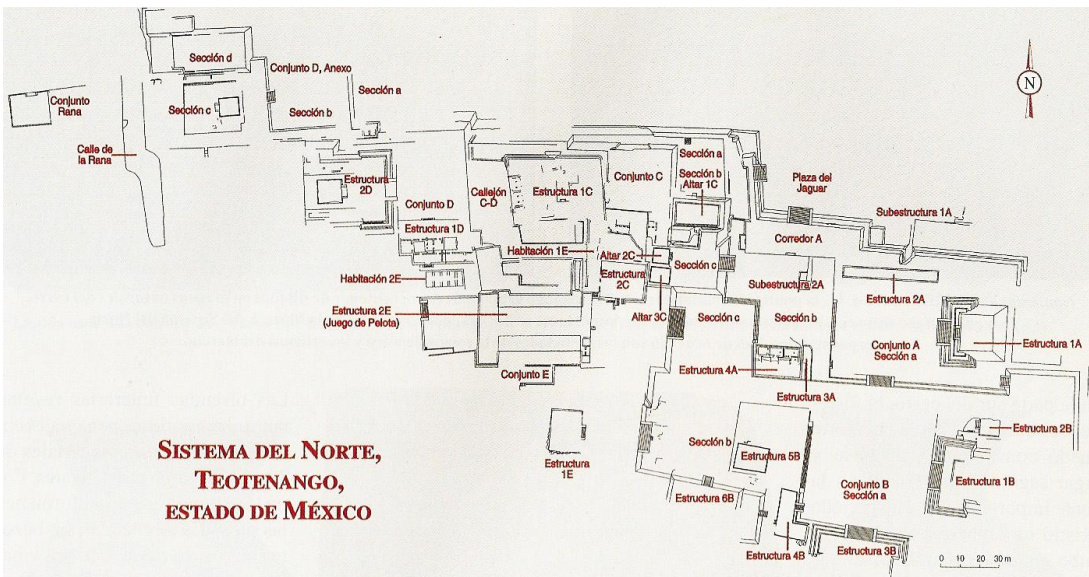 Sección d
Conjunto D, Anexo
Sección a
Conjunto
Rana
Sección c
Sección b
Calle de
la Rana
N
Estructura
2D
Conjunto D
Estructura 1D
Callejón
C-D
Estructura 1C
Conjunto C
Sección a
Sección b
Altar 1C
Plaza del
Jaguar
Subestructura 1A
Corredor A
Habitación 1E
Altar 2C
Sección c
Habitación 2E
Estructura
2C
Subestructura 2A
Estructura 2A
Estructura 2E
(Juego de Pelota)
Altar 3C
Sección c
Sección b
Conjunto A
Sección a
Estructura 1A
Conjunto E
Estructura 4A
Estructura 3A
Estructura 2B
Sección b
Estructura 5B
Estructura
1E
Estructura 6B
Conjunto B
Sección a
Estructura 1B
Estructura 4B
Estructura 3B
SISTEMA DEL NORTE,
TEOTENANGO,
ESTADO DE MÉXICO
0 10 20 30 m